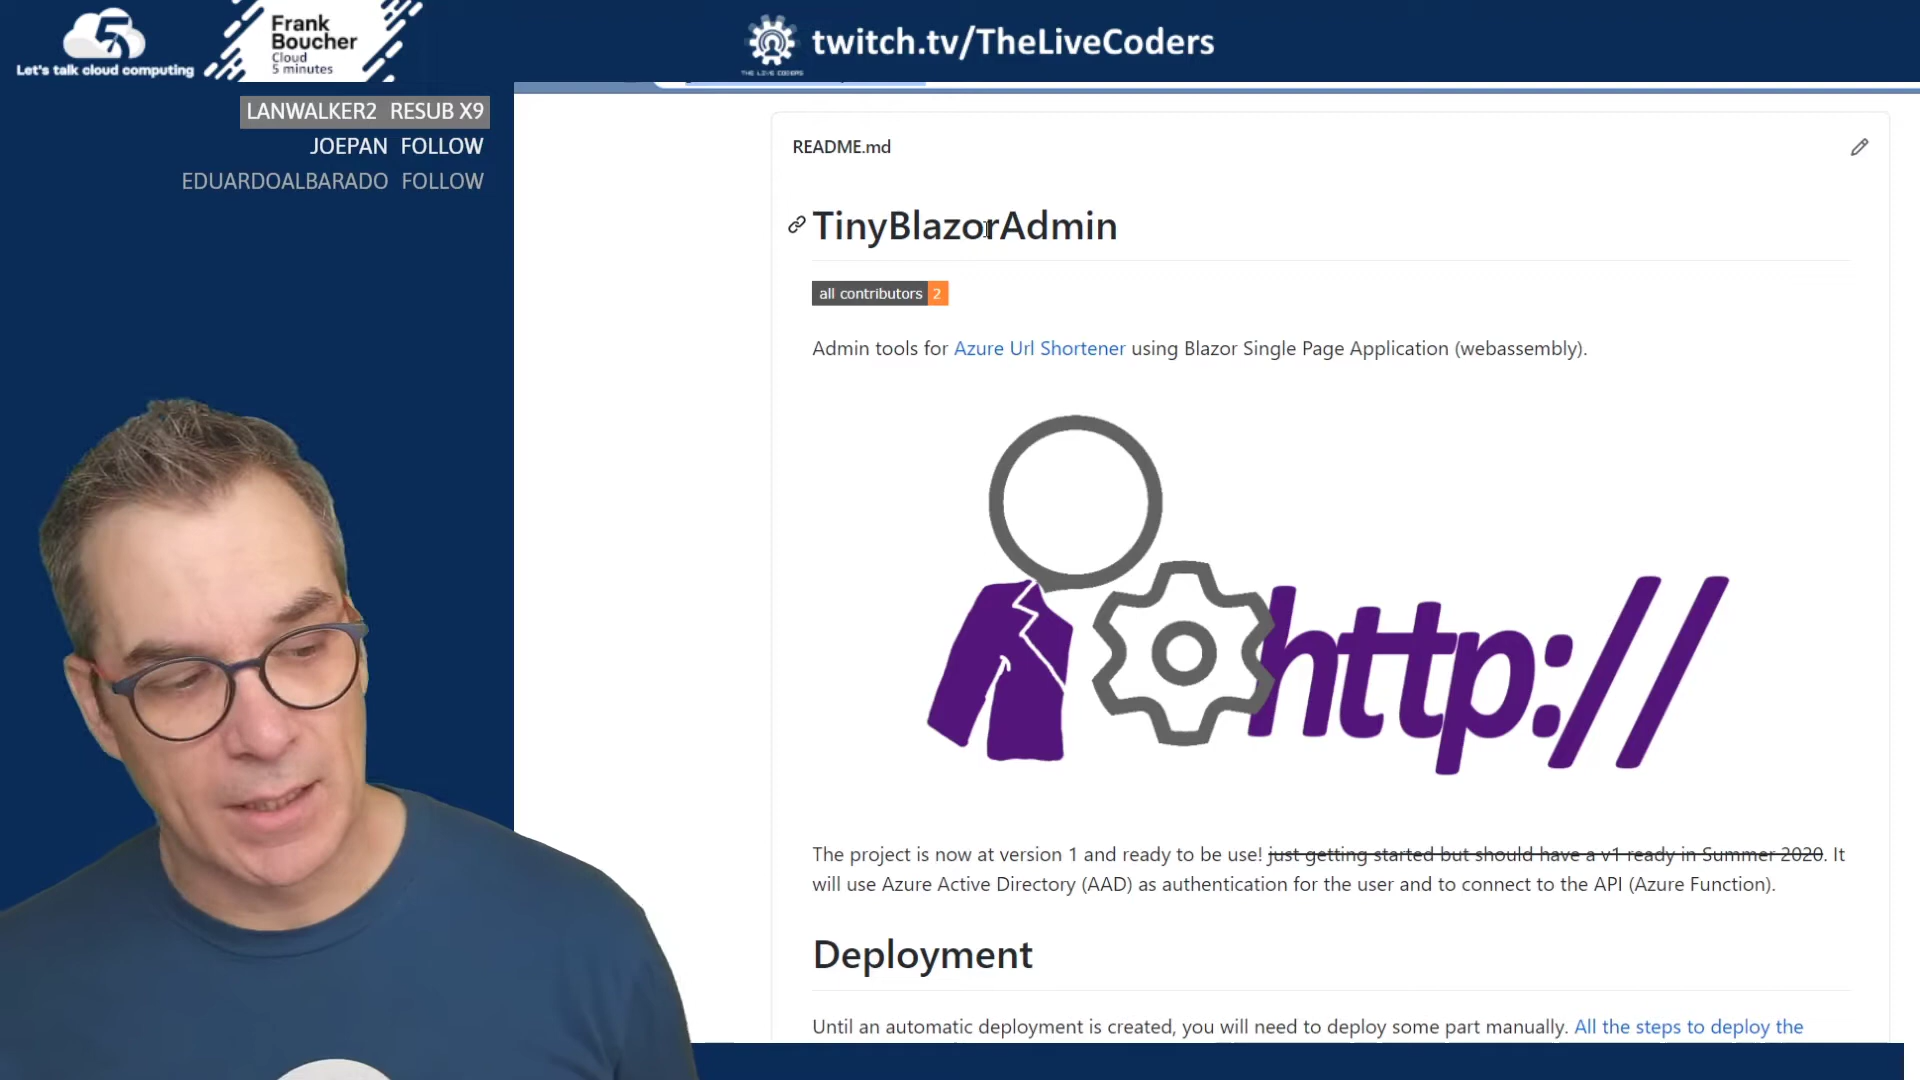 5
Let's talk cloud computing
Frank
Boucher
Cloud
5 minutes
THE LIVE CODERS
twitch.tv/TheLiveCoders
LANWALKER2 RESUB X9
JOEPAN FOLLOW
EDUARDOALBARADO FOLLOW
README.md
TinyBlazorAdmin
all contributors 2
Admin tools for Azure Url Shortener using Blazor Single Page Application (webassembly).
http://
The project is now at version 1 and ready to be use! just getting started but should have a v1 ready in Summer 2020. It
will use Azure Active Directory (AAD) as authentication for the user and to connect to the API (Azure Function).
Deployment
Until an automatic deployment is created, you will need to deploy some part manually. All the steps to deploy the